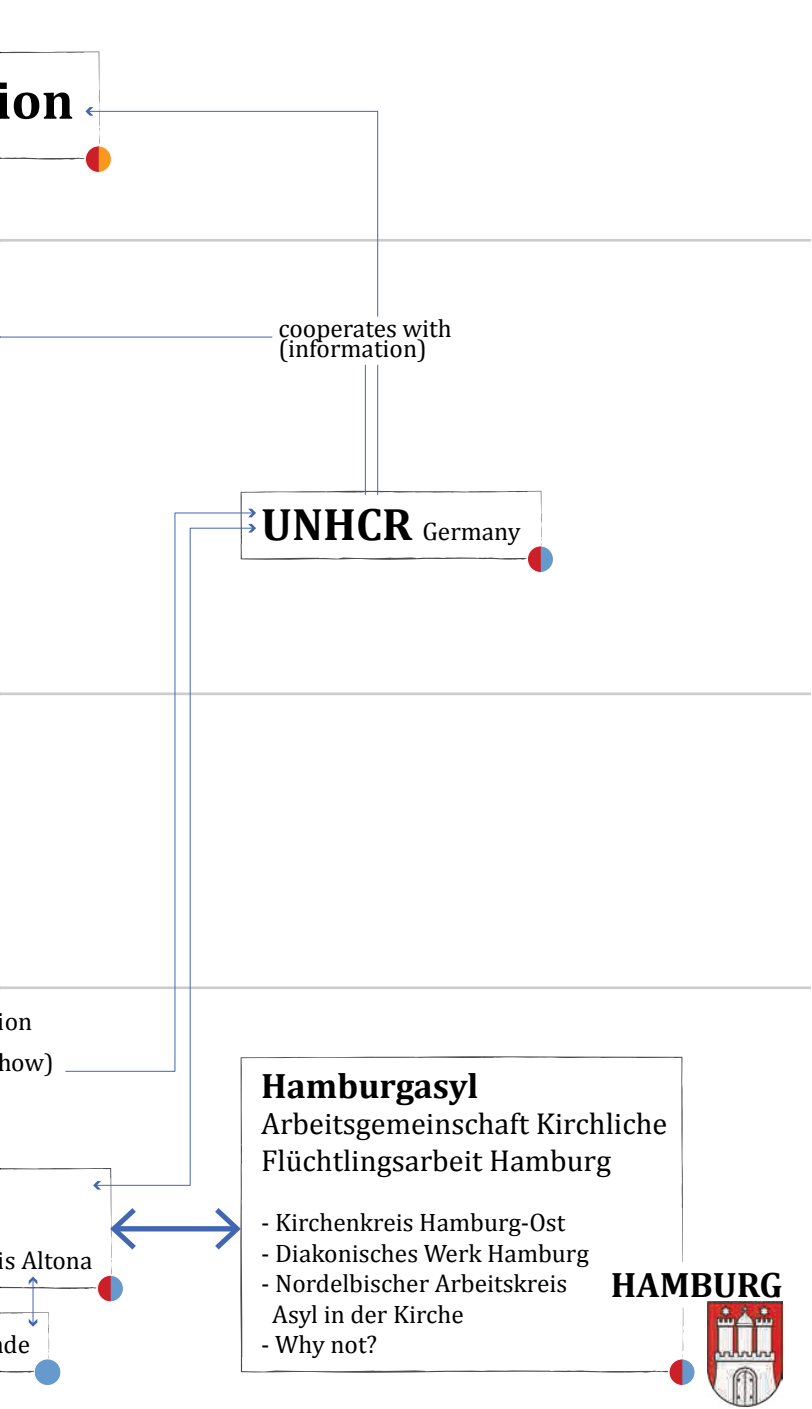 ion
cooperates with
(information)
UNHCR Germany
ion
how)
Hamburgasyl
Arbeitsgemeinschaft Kirchliche
Flüchtlingsarbeit Hamburg
- Kirchenkreis Hamburg-Ost
- Diakonisches Werk Hamburg
- Nordelbischer Arbeitskreis
Asyl in der Kirche
- Why not?
is Altona
de
HAMBURG